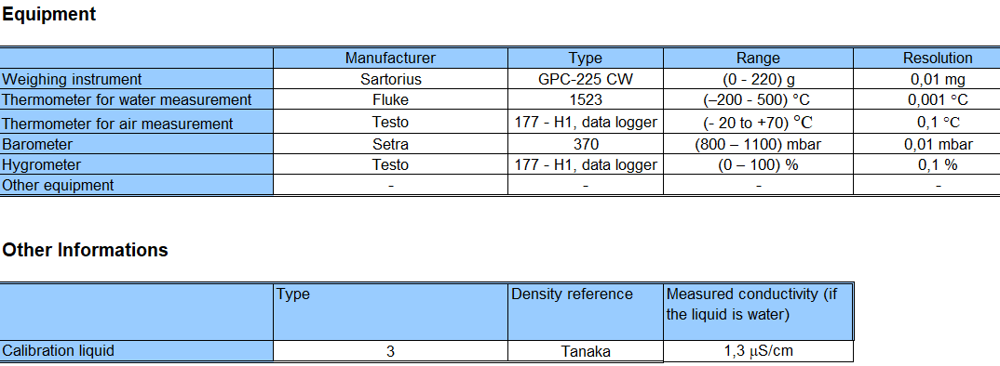 Equipment
Manufacturer Type Range Resolution
Weighing instrument Sartorius GPC-225 CW (0 - 220) g 0,01 mg
Thermometer for water measurement Fluke 1523 (–200 - 500) °C 0,001 °C
Thermometer for air measurement Testo 177 - H1, data logger (- 20 to +70) °C 0,1 °C
Barometer Setra 370 (800 – 1100) mbar 0,01 mbar
Hygrometer Testo 177 - H1, data logger (0 – 100) % 0,1 %
Other equipment - - - -
Other Informations
Type Density reference Measured conductivity (if
the liquid is water)
Calibration liquid 3 Tanaka 1,3 µS/cm